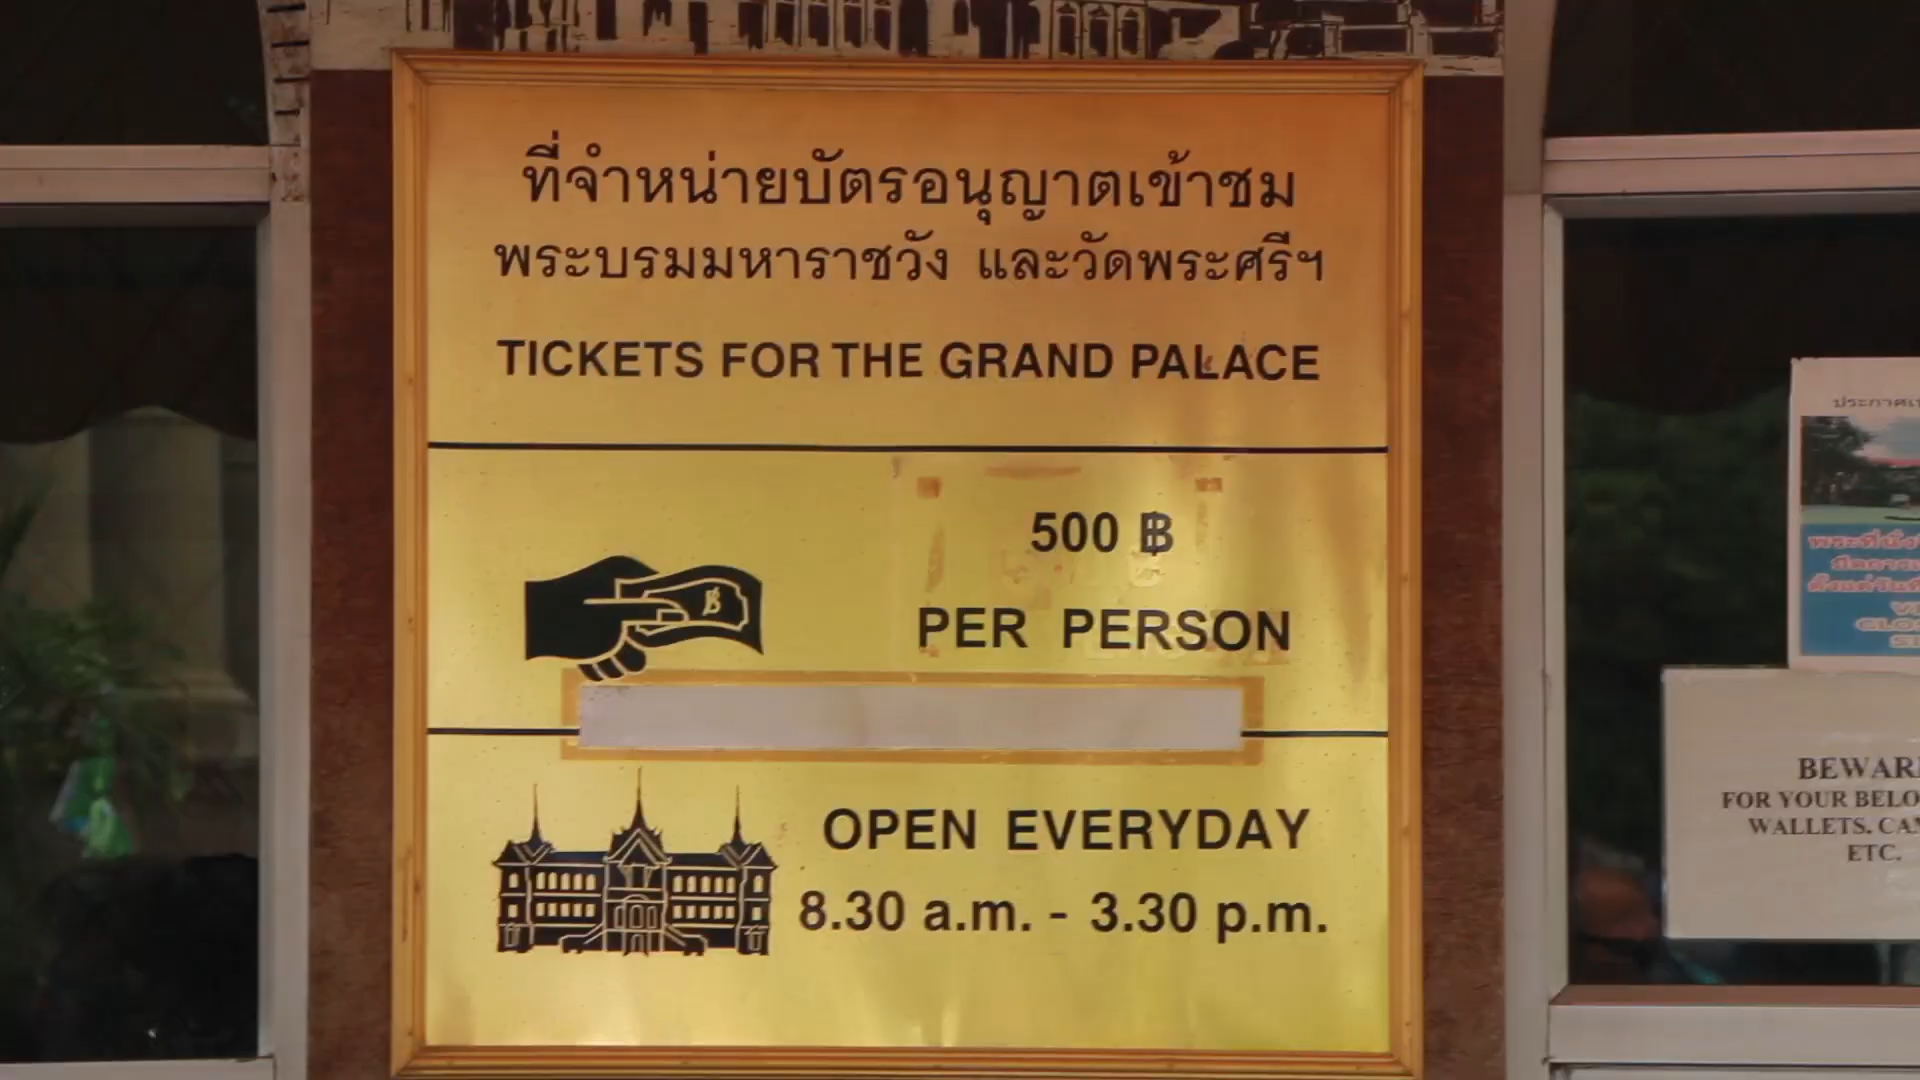 ที่จำหน่ายบัตรอนุญาตเข้าชม
พระบรมมหาราชวัง และวัดพระศรีฯ
TICKETS FOR THE GRAND PALACE
500 ฿
PER PERSON
฿
OPEN EVERYDAY
8.30 a.m. - 3.30 p.m.
BEWAR
FOR YOUR BELO
WALLETS. CA
ETC.